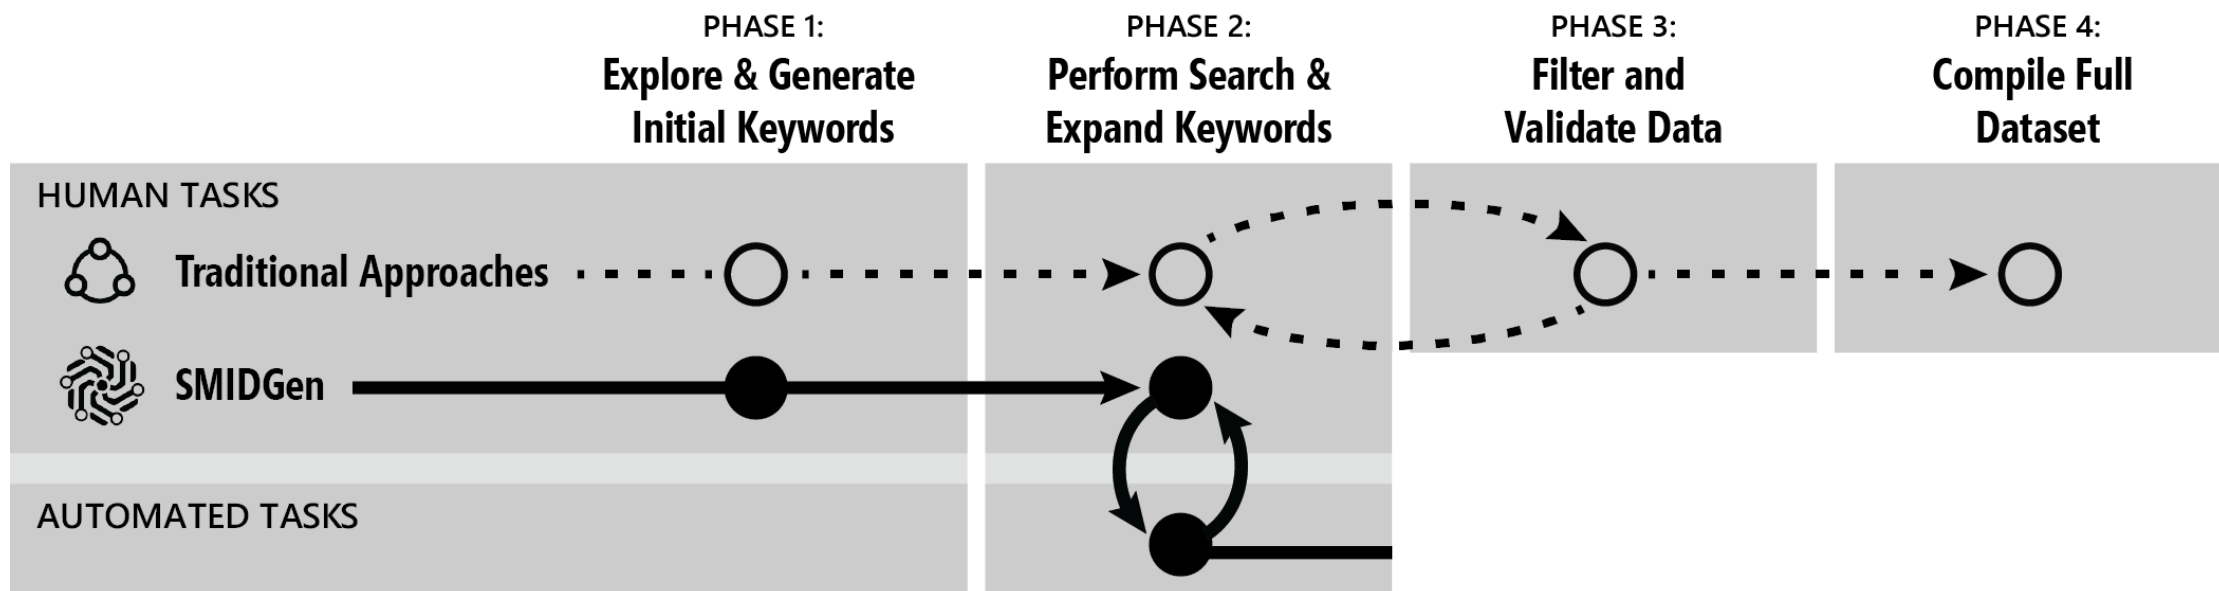 PHASE 1:
Explore & Generate
Initial Keywords
PHASE 2:
Perform Search &
Expand Keywords
PHASE 3:
Filter and
Validate Data
PHASE 4:
Compile Full
Dataset
HUMAN TASKS
Traditional Approaches
SMIDGen
AUTOMATED TASKS